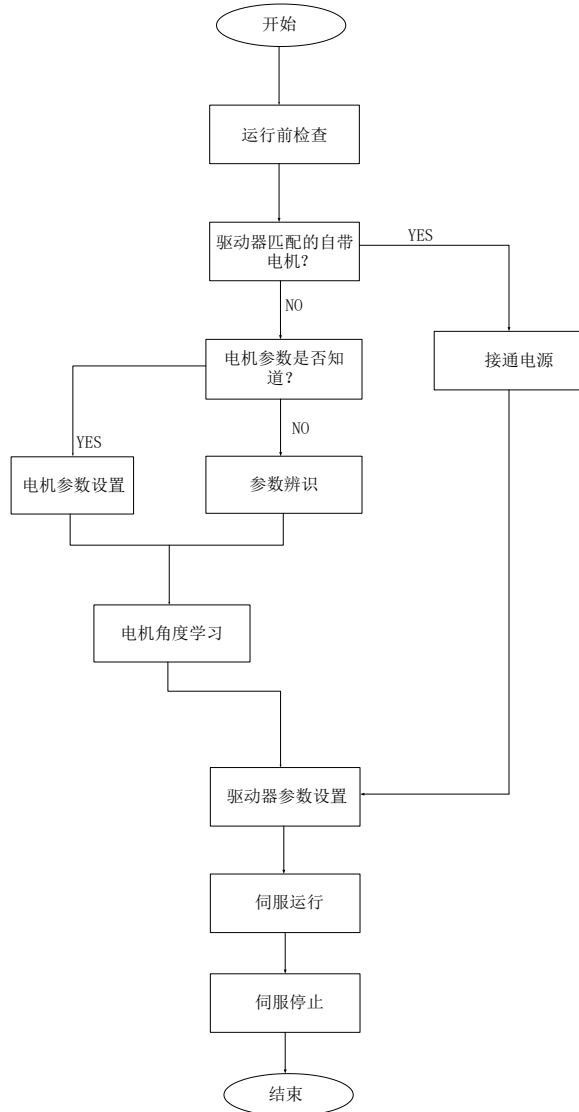 开始
运行前检查
驱动器匹配的自带
电机?
YES
NO
电机参数是否知
道?
接通电源
YES
NO
电机参数设置
参数辨识
电机角度学习
驱动器参数设置
伺服运行
伺服停止
结束